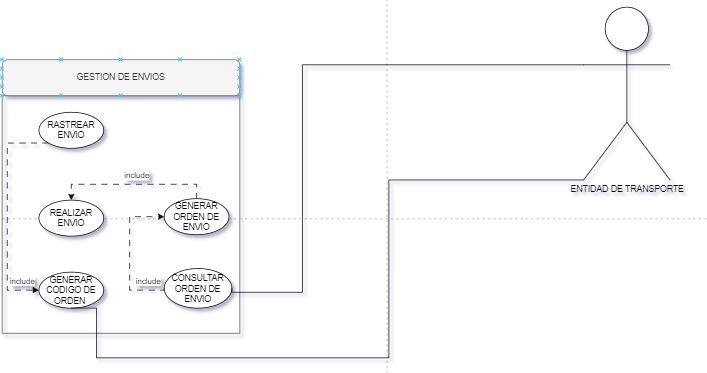 GESTION DE ENVIOS
RASTREAR
ENVIO
include
REALIZAR
ENVIO
GENERAR
ORDEN DE
ENVIO
include
GENERAR
CODIGO DE
ORDEN
include
CONSULTAR
ORDEN DE
ENVIO
ENTIDAD DE TRANSPORTE